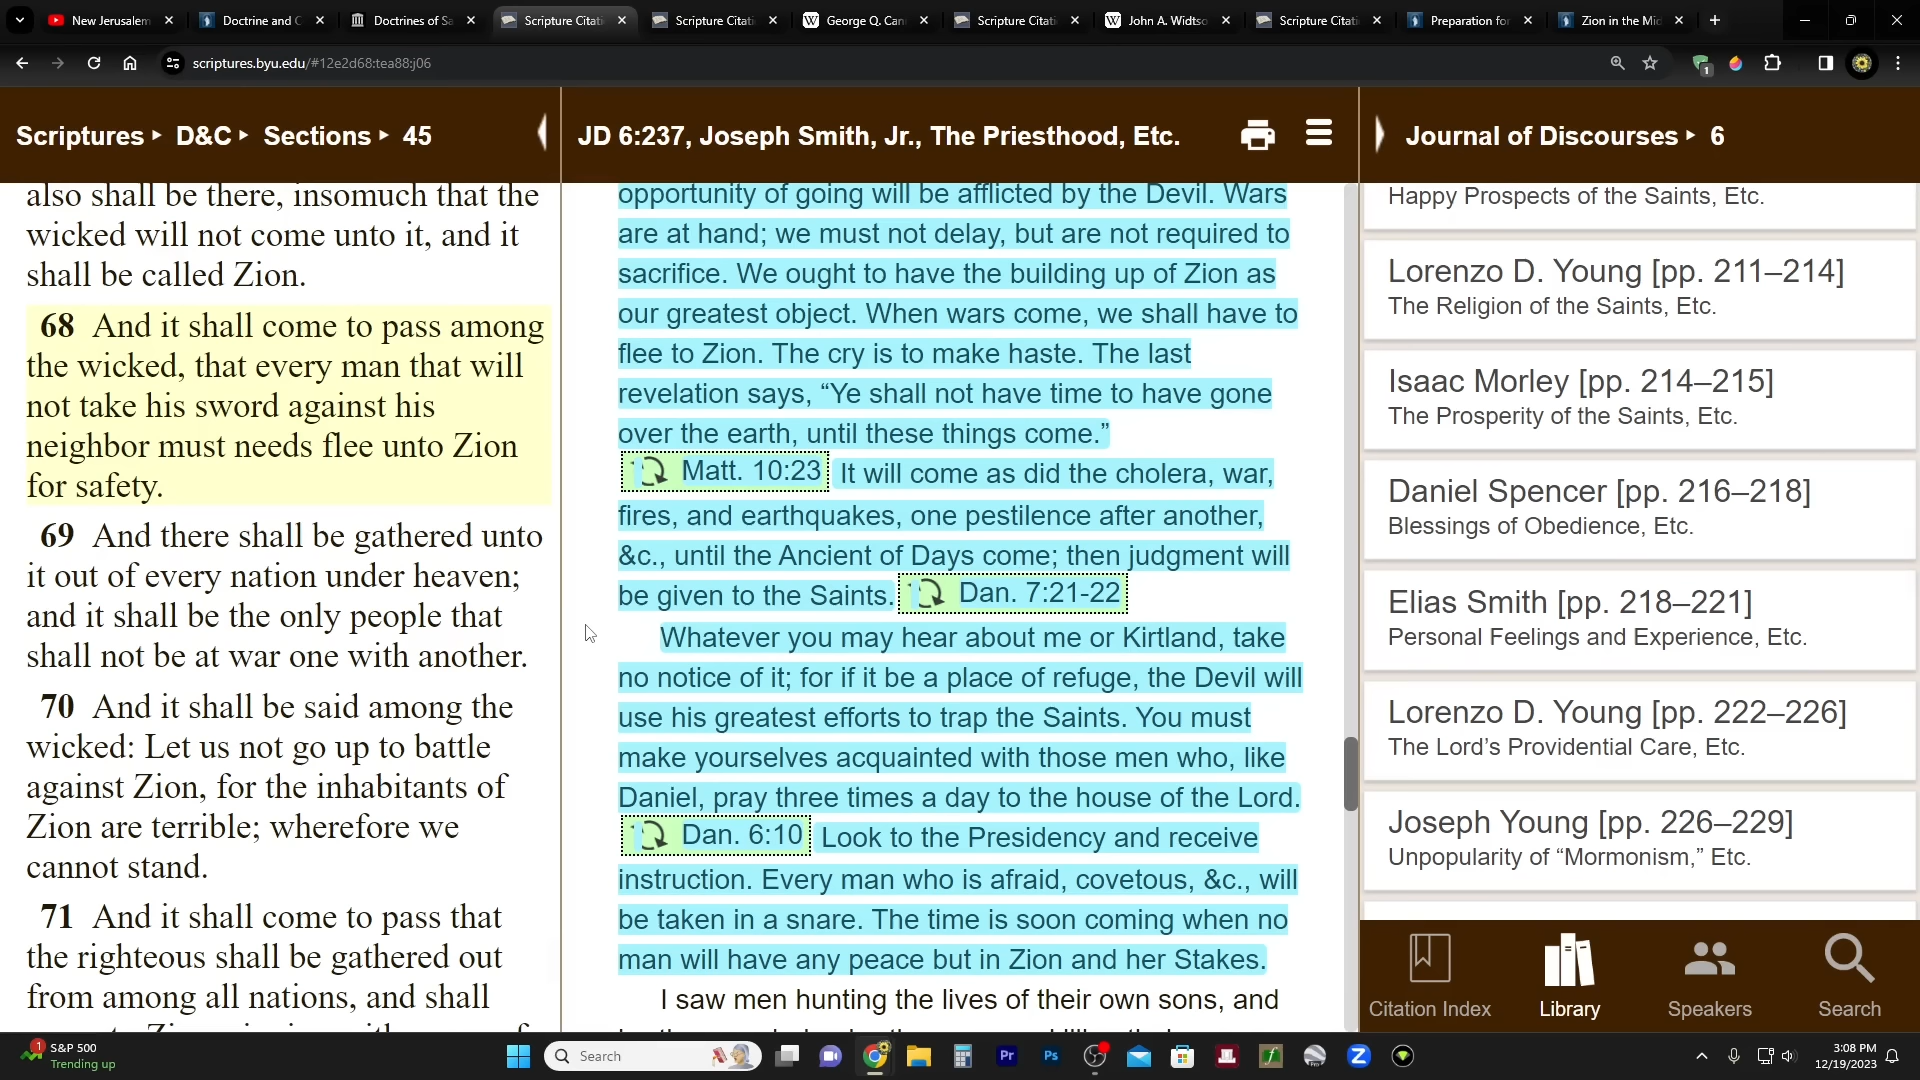 New Jerusalem
Doctrine and C
Doctrines of Sa
Scripture Citati
Scripture Citati
George Q. Can
Scripture Citati
John A. Widtso
Scripture Citati
Preparation for
Zion in the Mid
scriptures.byu.edu/#12e2d68:tea88:j06
1
Scriptures ▸ D&C ▸ Sections ▸ 45
also shall be there, insomuch that the
wicked will not come unto it, and it
shall be called Zion.
68 And it shall come to pass among
the wicked, that every man that will
not take his sword against his
neighbor must needs flee unto Zion
for safety.
69 And there shall be gathered unto
it out of every nation under heaven;
and it shall be the only people that
shall not be at war one with another.
70 And it shall be said among the
wicked: Let us not go up to battle
against Zion, for the inhabitants of
Zion are terrible; wherefore we
cannot stand.
71 And it shall come to pass that
the righteous shall be gathered out
from among all nations, and shall
JD 6:237, Joseph Smith, Jr., The Priesthood, Etc.
opportunity of going will be afflicted by the Devil. Wars
are at hand; we must not delay, but are not required to
sacrifice. We ought to have the building up of Zion as
our greatest object. When wars come, we shall have to
flee to Zion. The cry is to make haste. The last
revelation says, “Ye shall not have time to have gone
over the earth, until these things come.”
Matt. 10:23 It will come as did the cholera, war,
fires, and earthquakes, one pestilence after another,
&c., until the Ancient of Days come; then judgment will
be given to the Saints. Dan. 7:21-22
Whatever you may hear about me or Kirtland, take
no notice of it; for if it be a place of refuge, the Devil will
use his greatest efforts to trap the Saints. You must
make yourselves acquainted with those men who, like
Daniel, pray three times a day to the house of the Lord.
Dan. 6:10 Look to the Presidency and receive
instruction. Every man who is afraid, covetous, &c., will
be taken in a snare. The time is soon coming when no
man will have any peace but in Zion and her Stakes.
I saw men hunting the lives of their own sons, and
Journal of Discourses ▸ 6
Happy Prospects of the Saints, Etc.
Lorenzo D. Young [pp. 211–214]
The Religion of the Saints, Etc.
Isaac Morley [pp. 214–215]
The Prosperity of the Saints, Etc.
Daniel Spencer [pp. 216–218]
Blessings of Obedience, Etc.
Elias Smith [pp. 218–221]
Personal Feelings and Experience, Etc.
Lorenzo D. Young [pp. 222–226]
The Lord’s Providential Care, Etc.
Joseph Young [pp. 226–229]
Unpopularity of “Mormonism,” Etc.
Citation Index
Library
Speakers
Search
1
S&P 500
Trending up
Search
Pr
Ps
3:08 PM
12/19/2023